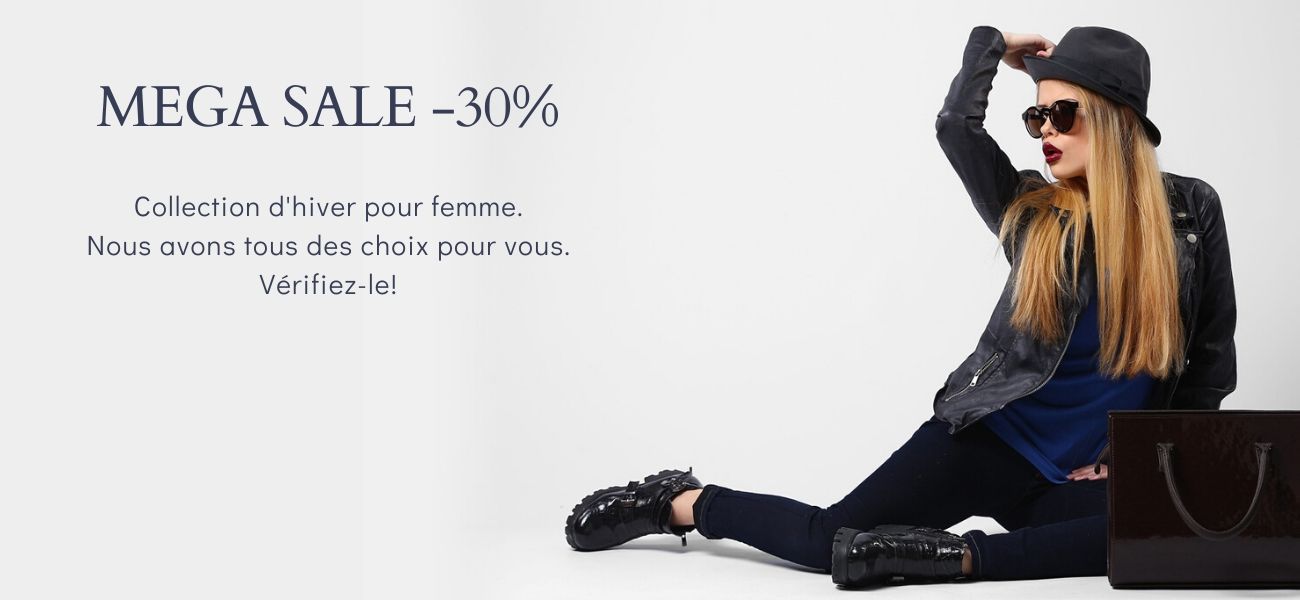 MEGA SALE -30%
Collection d'hiver pour femme.
Nous avons tous des choix pour vous.
Vérifiez-le!